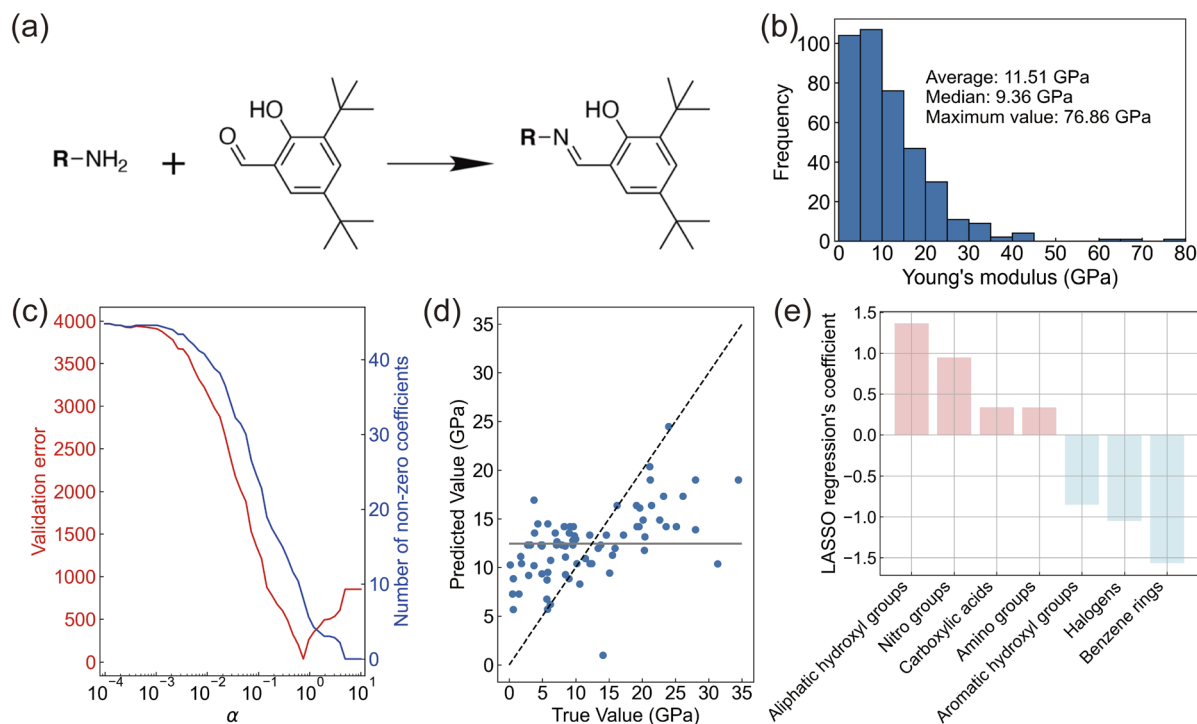 (a)
R–NH₂
+
O
HO
R–N
HO
(b)
Frequency
100
80
60
40
20
0
Average: 11.51 GPa
Median: 9.36 GPa
Maximum value: 76.86 GPa
10 20 30 40 50 60 70 80
Young's modulus (GPa)
(c)
Validation error
4000
3500
3000
2500
2000
1500
1000
500
0
10⁻⁴ 10⁻³ 10⁻² 10⁻¹ 10⁰ 10¹
α
40
30
20
10
0
Number of non-zero coefficients
(d)
Predicted Value (GPa)
35
30
25
20
15
10
5
0
0 5 10 15 20 25 30 35
True Value (GPa)
(e)
LASSO regression's coefficient
1.5
1.0
0.5
0.0
−0.5
−1.0
−1.5
Aliphatic hydroxyl groups
Nitro groups
Carboxylic acids
Amino groups
Aromatic hydroxyl groups
Halogens
Benzene rings